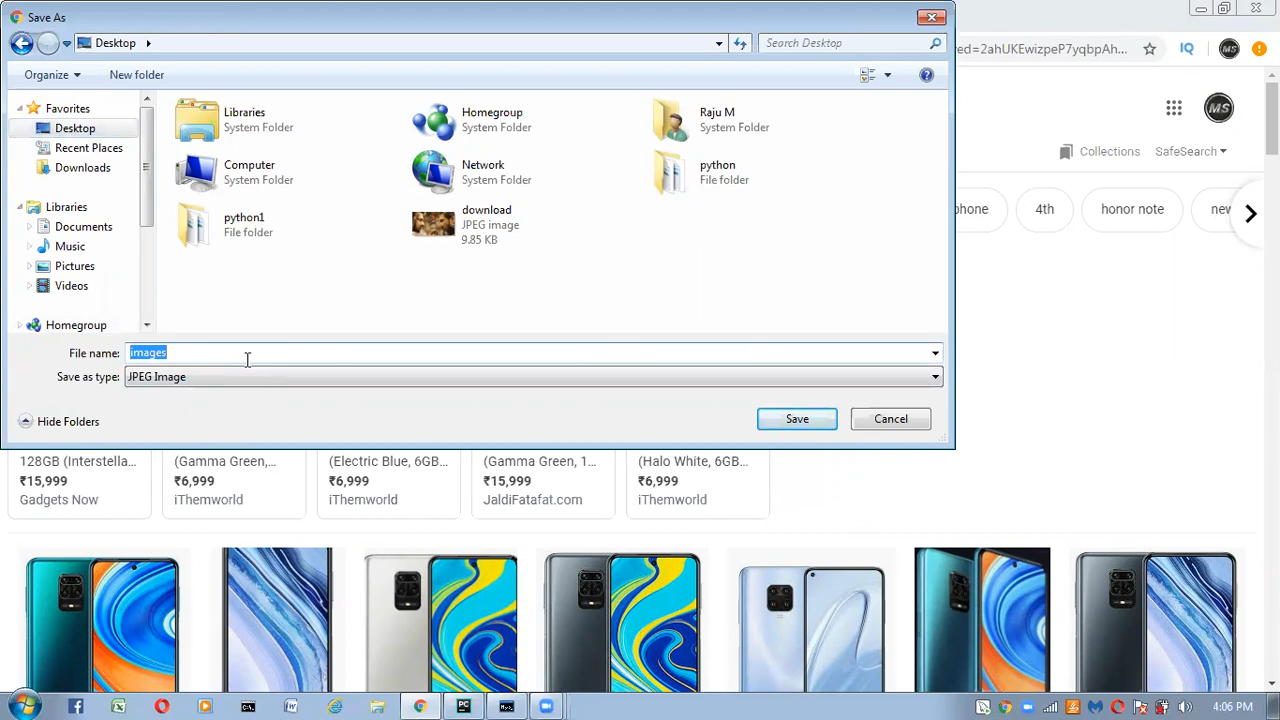 Save As
Desktop
Search Desktop
Organize
New folder
Favorites
Desktop
Recent Places
Downloads
Libraries
Documents
Music
Pictures
Videos
Homegroup
Libraries
System Folder
Homegroup
System Folder
Raju M
System Folder
Computer
System Folder
Network
System Folder
python
File folder
python1
File folder
download
JPEG image
9.85 KB
File name: images
Save as type: JPEG Image
Hide Folders
Save
Cancel
ed=2ahUKEwizpeP7yqbpAh...
IQ
MS
MS
Collections
SafeSearch
phone
4th
honor note
new
128GB (Interstella...
₹15,999
Gadgets Now
(Gamma Green,...
₹6,999
iThemworld
(Electric Blue, 6GB...
₹6,999
iThemworld
(Gamma Green, 1...
₹15,999
JaldiFatafat.com
(Halo White, 6GB...
₹6,999
iThemworld
PC
4:06 PM